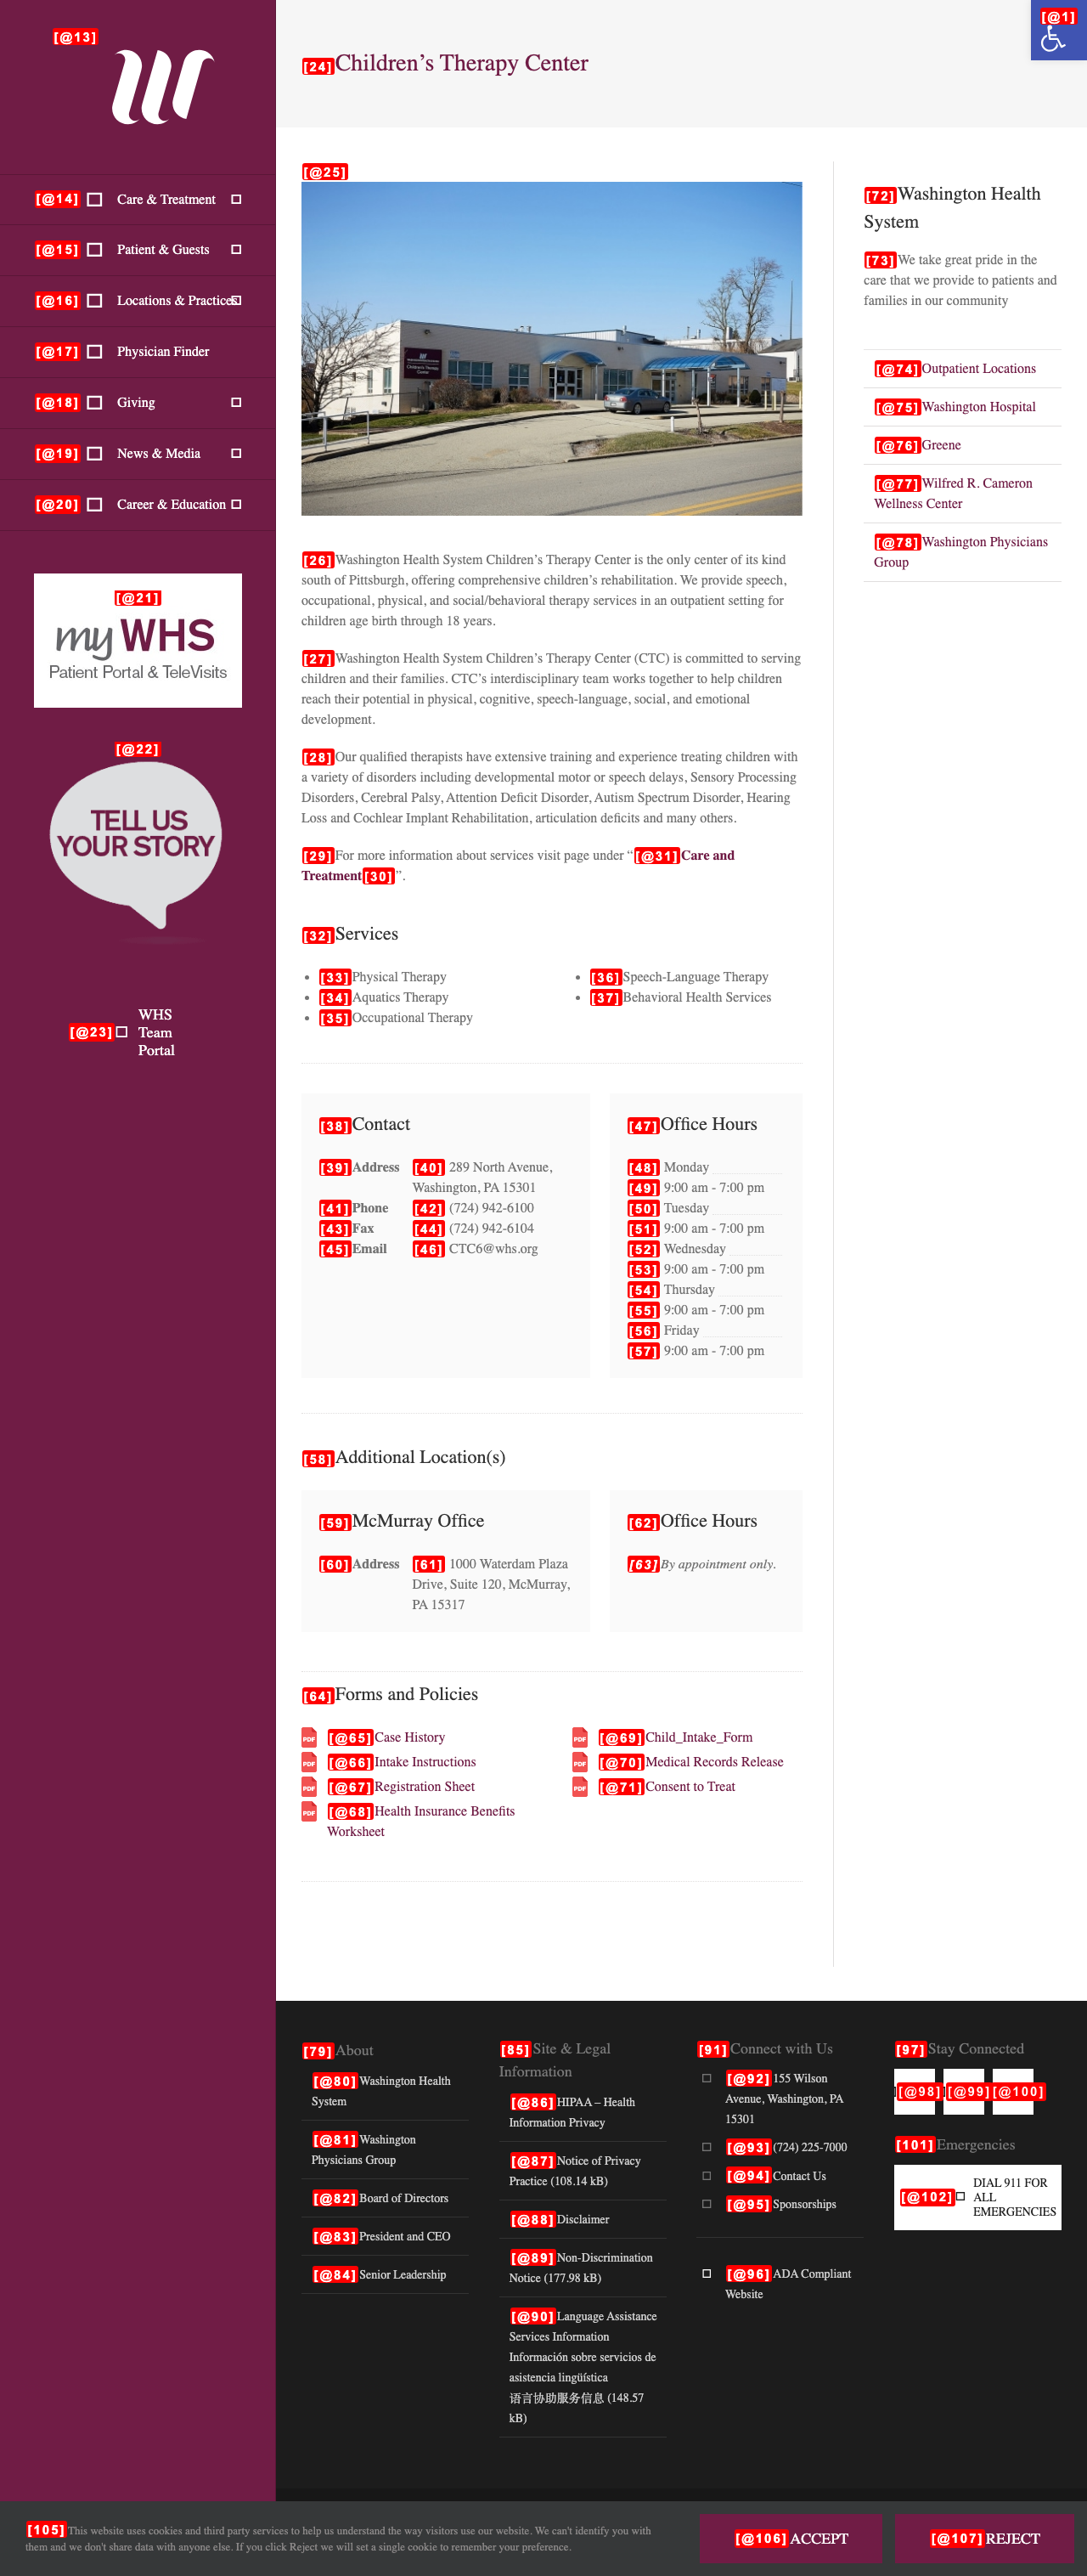 [@1]
[@13]
[@14] Care & Treatment
[@15] Patient & Guests
[@16] Locations & Practices
[@17] Physician Finder
[@18] Giving
[@19] News & Media
[@20] Career & Education
[@21]
my WHS
Patient Portal & TeleVisits
[@22]
TELL US
YOUR STORY
[@23] WHS
Team
Portal
[24]Children’s Therapy Center
[@25]
Children's Therapy
Center
[26]Washington Health System Children’s Therapy Center is the only center of its kind
south of Pittsburgh, offering comprehensive children’s rehabilitation. We provide speech,
occupational, physical, and social/behavioral therapy services in an outpatient setting for
children age birth through 18 years.
[27]Washington Health System Children’s Therapy Center (CTC) is committed to serving
children and their families. CTC’s interdisciplinary team works together to help children
reach their potential in physical, cognitive, speech-language, social, and emotional
development.
[28]Our qualified therapists have extensive training and experience treating children with
a variety of disorders including developmental motor or speech delays, Sensory Processing
Disorders, Cerebral Palsy, Attention Deficit Disorder, Autism Spectrum Disorder, Hearing
Loss and Cochlear Implant Rehabilitation, articulation deficits and many others.
[29]For more information about services visit page under “[@31]Care and
Treatment[30]”.
[32]Services
[33]Physical Therapy
[34]Aquatics Therapy
[35]Occupational Therapy
[36]Speech-Language Therapy
[37]Behavioral Health Services
[38]Contact
[39]Address [40] 289 North Avenue,
Washington, PA 15301
[41]Phone [42] (724) 942-6100
[43]Fax [44] (724) 942-6104
[45]Email [46] CTC6@whs.org
[47]Office Hours
[48] Monday
[49] 9:00 am - 7:00 pm
[50] Tuesday
[51] 9:00 am - 7:00 pm
[52] Wednesday
[53] 9:00 am - 7:00 pm
[54] Thursday
[55] 9:00 am - 7:00 pm
[56] Friday
[57] 9:00 am - 7:00 pm
[58]Additional Location(s)
[59]McMurray Office
[60]Address [61] 1000 Waterdam Plaza
Drive, Suite 120, McMurray,
PA 15317
[62]Office Hours
[63]By appointment only.
[64]Forms and Policies
PDF [@65]Case History
PDF [@66]Intake Instructions
PDF [@67]Registration Sheet
PDF [@68]Health Insurance Benefits
Worksheet
PDF [@69]Child_Intake_Form
PDF [@70]Medical Records Release
PDF [@71]Consent to Treat
[72]Washington Health
System
[73]We take great pride in the
care that we provide to patients and
families in our community
[@74]Outpatient Locations
[@75]Washington Hospital
[@76]Greene
[@77]Wilfred R. Cameron
Wellness Center
[@78]Washington Physicians
Group
[79]About
[@80]Washington Health
System
[@81]Washington
Physicians Group
[@82]Board of Directors
[@83]President and CEO
[@84]Senior Leadership
[85]Site & Legal
Information
[@86]HIPAA – Health
Information Privacy
[@87]Notice of Privacy
Practice (108.14 kB)
[@88]Disclaimer
[@89]Non-Discrimination
Notice (177.98 kB)
[@90]Language Assistance
Services Information
Información sobre servicios de
asistencia lingüística
语言协助服务信息 (148.57
kB)
[91]Connect with Us
[@92]155 Wilson
Avenue, Washington, PA
15301
[@93](724) 225-7000
[@94]Contact Us
[@95]Sponsorships
[@96]ADA Compliant
Website
[97]Stay Connected
[@98] [@99] [@100]
[101]Emergencies
[@102] DIAL 911 FOR
ALL
EMERGENCIES
[105]This website uses cookies and third party services to help us understand the way visitors use our website. We can't identify you with
them and we don't share data with anyone else. If you click Reject we will set a single cookie to remember your preference.
[@106]ACCEPT
[@107]REJECT